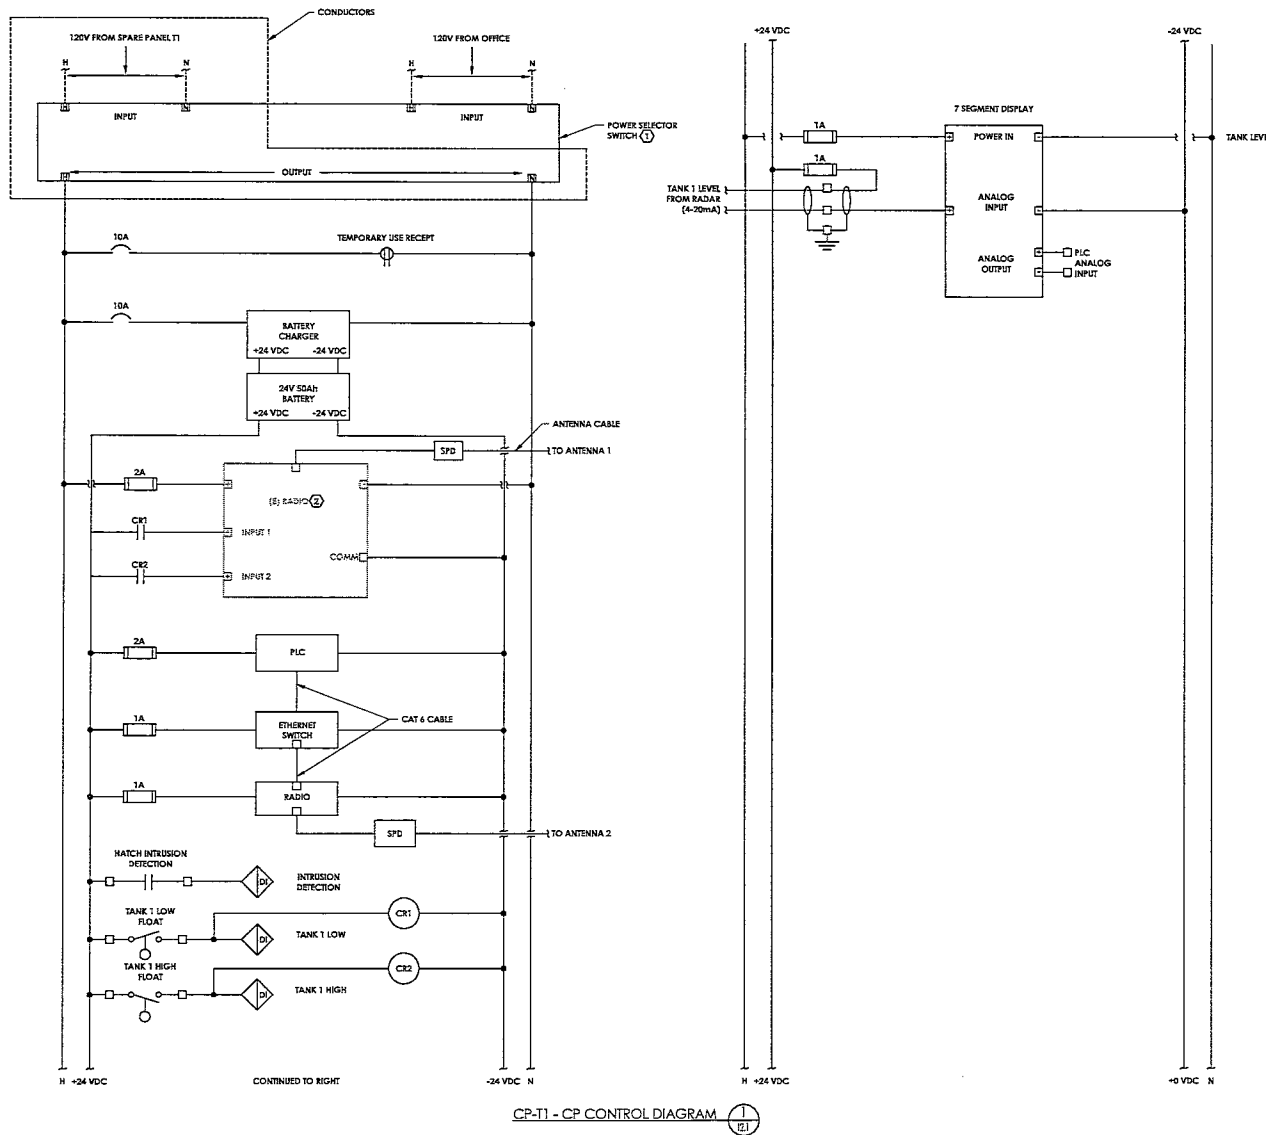 CONDUCTORS
120V FROM SPARE PANEL T1
120V FROM OFFICE
H
N
H
N
H
N
H
N
INPUT
INPUT
POWER SELECTOR
SWITCH 1
H
OUTPUT
N
10A
TEMPORARY USE RECEPT
10A
BATTERY
CHARGER
+24 VDC -24 VDC
24V 50Ah
BATTERY
+24 VDC -24 VDC
ANTENNA CABLE
SPD
TO ANTENNA 1
2A
+
-
(E) RADIO 2
CR1
+
INPUT 1
COMM
CR2
+
INPUT 2
2A
PLC
1A
ETHERNET
SWITCH
CAT 6 CABLE
1A
RADIO
SPD
TO ANTENNA 2
HATCH INTRUSION
DETECTION
DI
INTRUSION
DETECTION
TANK 1 LOW
FLOAT
CR1
DI
TANK 1 LOW
TANK 1 HIGH
FLOAT
CR2
DI
TANK 1 HIGH
H +24 VDC
CONTINUED TO RIGHT
-24 VDC N
+24 VDC
-24 VDC
7 SEGMENT DISPLAY
1A
+
POWER IN
-
TANK LEVE
1A
TANK 1 LEVEL
FROM RADAR
(4-20mA)
+
ANALOG
INPUT
-
ANALOG
OUTPUT
+
-
PLC
ANALOG
INPUT
H +24 VDC
+0 VDC N
CP-T1 - CP CONTROL DIAGRAM
1
12.1